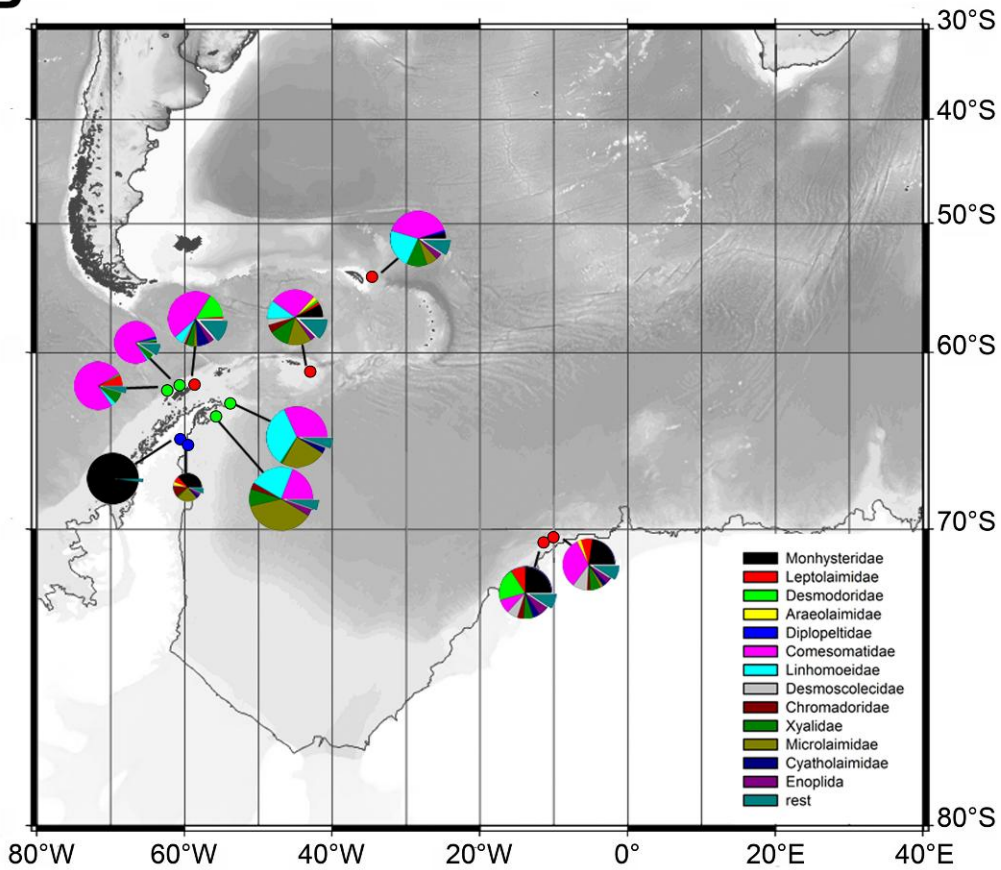 30°S
40°S
50°S
60°S
70°S
Monhysteridae
Leptolaimidae
Desmodoridae
Araeolaimidae
Diplopeltidae
Comesomatidae
Linhomoeidae
Desmoscolecidae
Chromadoridae
Xyalidae
Microlaimidae
Cyatholaimidae
Enoplida
rest
80°S
80°W 60°W 40°W 20°W 0° 20°E 40°E